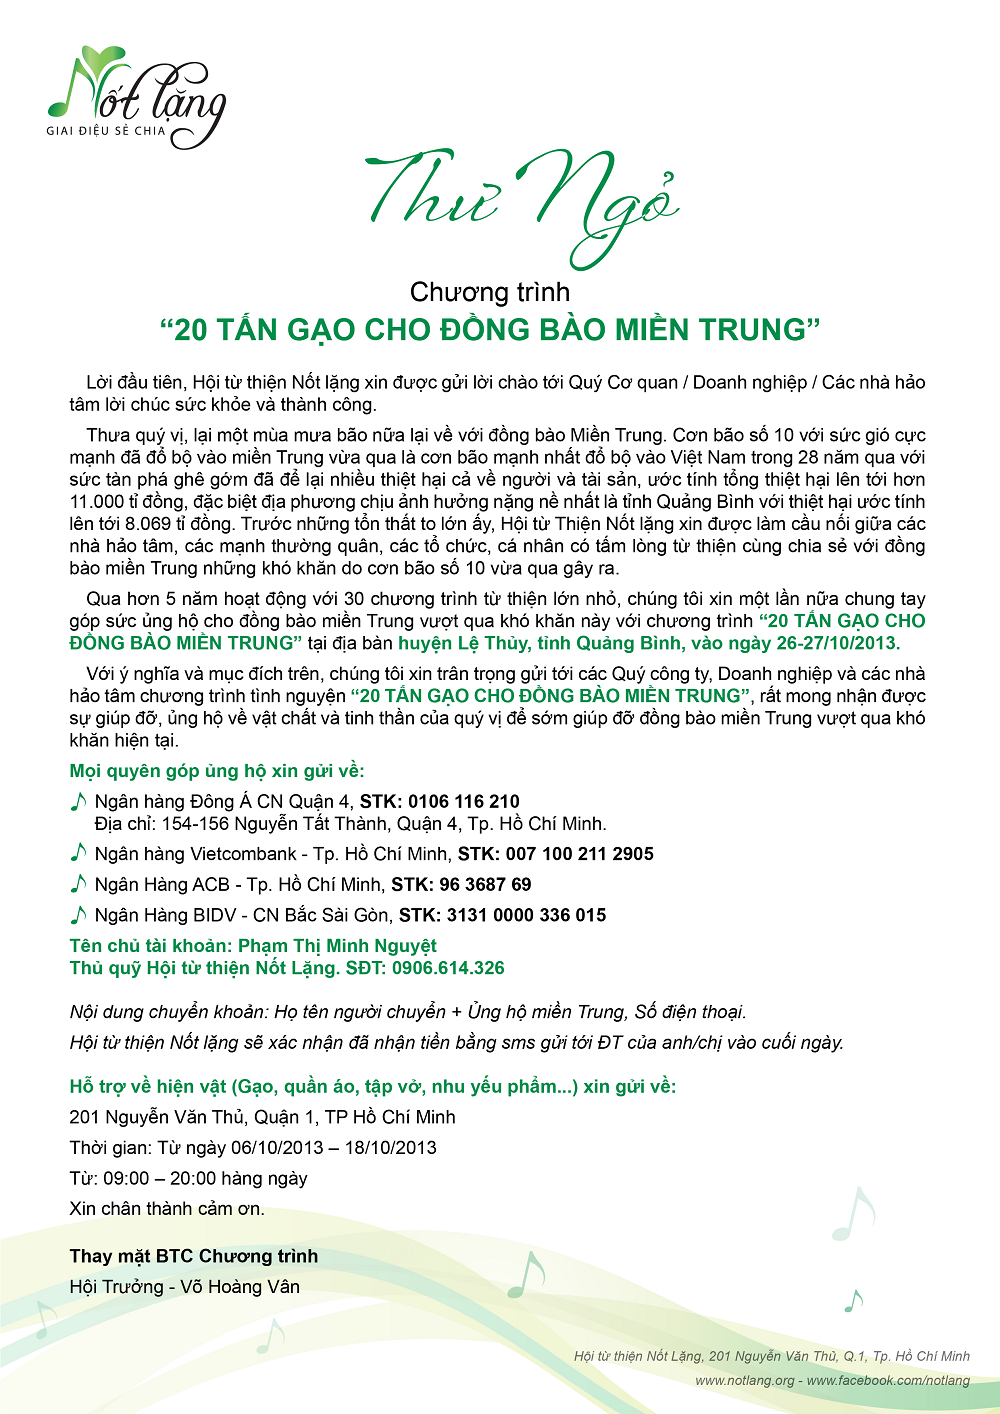 Nốt lặng
GIAI ĐIỆU SẺ CHIA
Thư Ngỏ
Chương trình
“20 TẤN GẠO CHO ĐỒNG BÀO MIỀN TRUNG”
Lời đầu tiên, Hội từ thiện Nốt lặng xin được gửi lời chào tới Quý Cơ quan / Doanh nghiệp / Các nhà hảo
tâm lời chúc sức khỏe và thành công.
Thưa quý vị, lại một mùa mưa bão nữa lại về với đồng bào Miền Trung. Cơn bão số 10 với sức gió cực
mạnh đã đổ bộ vào miền Trung vừa qua là cơn bão mạnh nhất đổ bộ vào Việt Nam trong 28 năm qua với
sức tàn phá ghê gớm đã để lại nhiều thiệt hại cả về người và tài sản, ước tính tổng thiệt hại lên tới hơn
11.000 tỉ đồng, đặc biệt địa phương chịu ảnh hưởng nặng nề nhất là tỉnh Quảng Bình với thiệt hại ước tính
lên tới 8.069 tỉ đồng. Trước những tổn thất to lớn ấy, Hội từ Thiện Nốt lặng xin được làm cầu nối giữa các
nhà hảo tâm, các mạnh thường quân, các tổ chức, cá nhân có tấm lòng từ thiện cùng chia sẻ với đồng
bào miền Trung những khó khăn do cơn bão số 10 vừa qua gây ra.
Qua hơn 5 năm hoạt động với 30 chương trình từ thiện lớn nhỏ, chúng tôi xin một lần nữa chung tay
góp sức ủng hộ cho đồng bào miền Trung vượt qua khó khăn này với chương trình “20 TẤN GẠO CHO
ĐỒNG BÀO MIỀN TRUNG” tại địa bàn huyện Lệ Thủy, tỉnh Quảng Bình, vào ngày 26-27/10/2013.
Với ý nghĩa và mục đích trên, chúng tôi xin trân trọng gửi tới các Quý công ty, Doanh nghiệp và các nhà
hảo tâm chương trình tình nguyện “20 TẤN GẠO CHO ĐỒNG BÀO MIỀN TRUNG”, rất mong nhận được
sự giúp đỡ, ủng hộ về vật chất và tinh thần của quý vị để sớm giúp đỡ đồng bào miền Trung vượt qua khó
khăn hiện tại.
Mọi quyên góp ủng hộ xin gửi về:
Ngân hàng Đông Á CN Quận 4, STK: 0106 116 210
Địa chỉ: 154-156 Nguyễn Tất Thành, Quận 4, Tp. Hồ Chí Minh.
Ngân hàng Vietcombank - Tp. Hồ Chí Minh, STK: 007 100 211 2905
Ngân Hàng ACB - Tp. Hồ Chí Minh, STK: 96 3687 69
Ngân Hàng BIDV - CN Bắc Sài Gòn, STK: 3131 0000 336 015
Tên chủ tài khoản: Phạm Thị Minh Nguyệt
Thủ quỹ Hội từ thiện Nốt Lặng. SĐT: 0906.614.326
Nội dung chuyển khoản: Họ tên người chuyển + Ủng hộ miền Trung, Số điện thoại.
Hội từ thiện Nốt lặng sẽ xác nhận đã nhận tiền bằng sms gửi tới ĐT của anh/chị vào cuối ngày.
Hỗ trợ về hiện vật (Gạo, quần áo, tập vở, nhu yếu phẩm...) xin gửi về:
201 Nguyễn Văn Thủ, Quận 1, TP Hồ Chí Minh
Thời gian: Từ ngày 06/10/2013 – 18/10/2013
Từ: 09:00 – 20:00 hàng ngày
Xin chân thành cảm ơn.
Thay mặt BTC Chương trình
Hội Trưởng - Võ Hoàng Vân
Hội từ thiện Nốt Lặng, 201 Nguyễn Văn Thủ, Q.1, Tp. Hồ Chí Minh
www.notlang.org - www.facebook.com/notlang